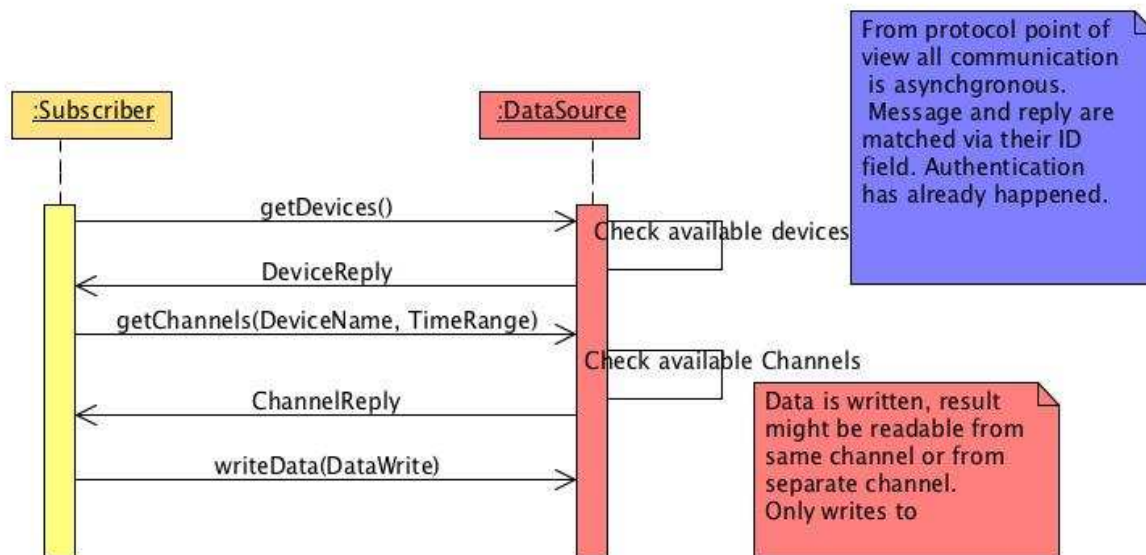 From protocol point of
view all communication
is asynchgronous.
Message and reply are
matched via their ID
field. Authentication
has already happened.
:Subscriber
:DataSource
getDevices()
Check available devices
DeviceReply
getChannels(DeviceName, TimeRange)
Check available Channels
ChannelReply
writeData(DataWrite)
Data is written, result
might be readable from
same channel or from
separate channel.
Only writes to